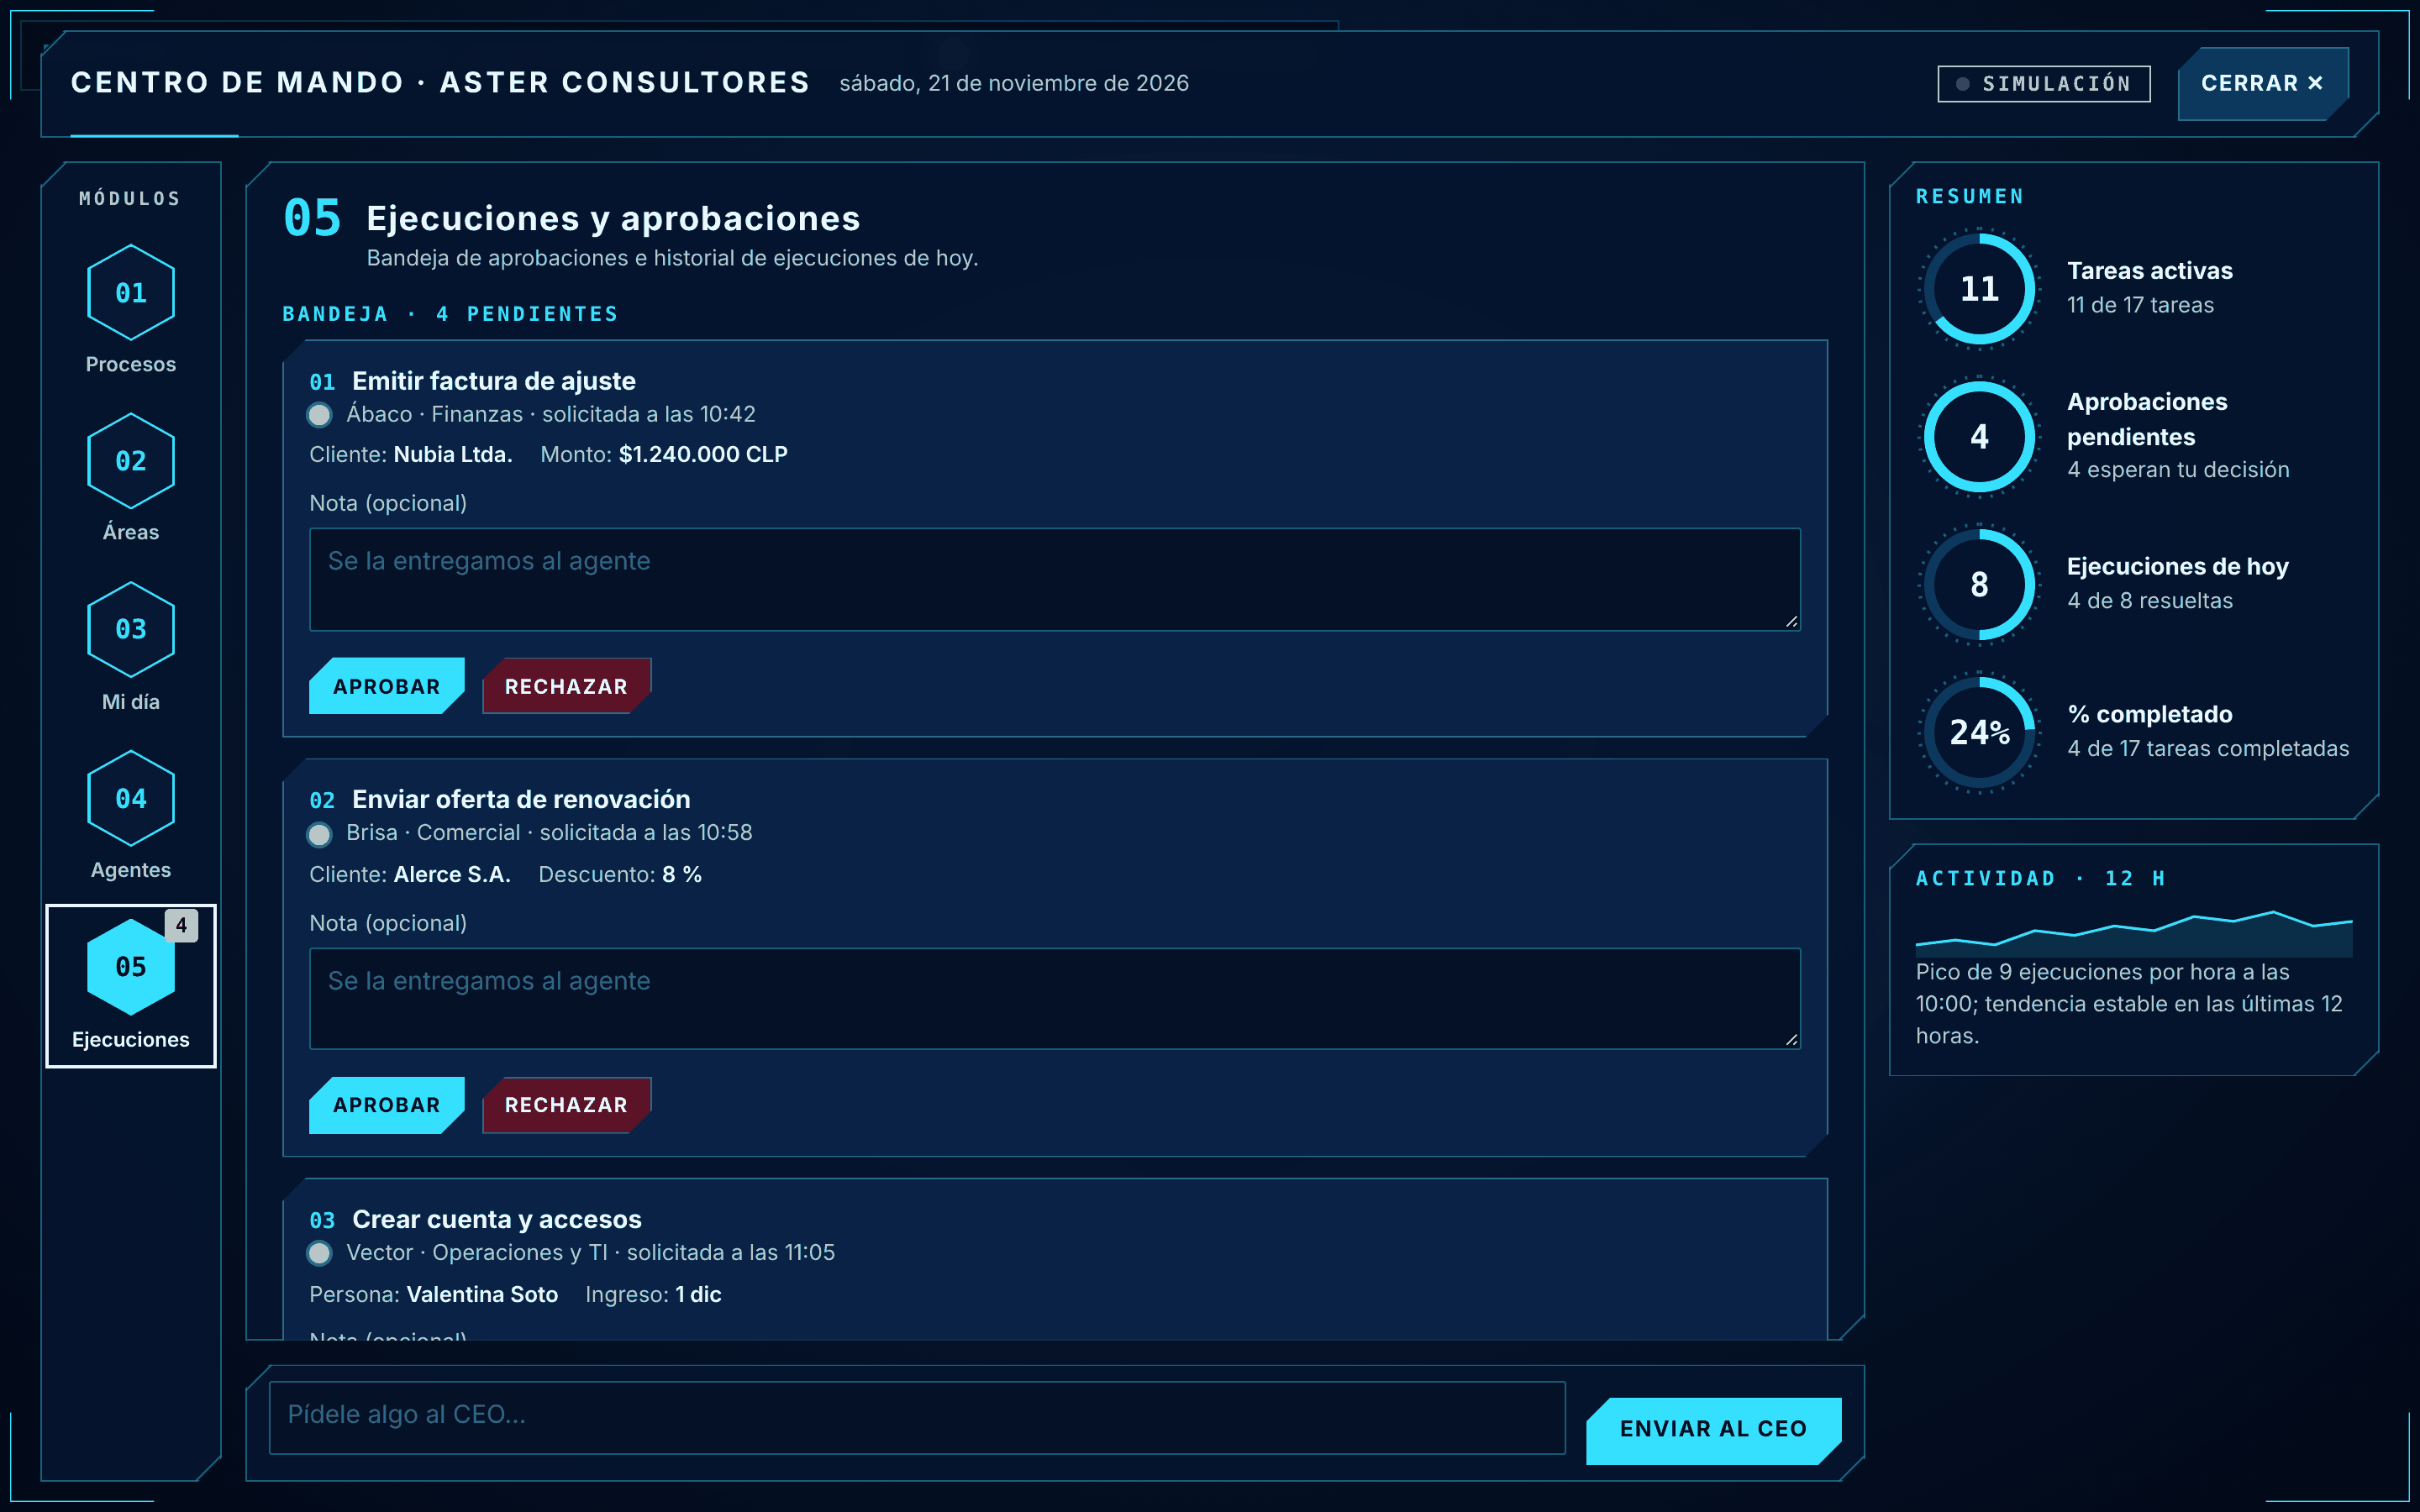 CENTRO DE MANDO · ASTER CONSULTORES
sábado, 21 de noviembre de 2026
SIMULACIÓN
CERRAR ✕
MÓDULOS
01
Procesos
02
Áreas
03
Mi día
04
Agentes
4
05
Ejecuciones
05 Ejecuciones y aprobaciones
Bandeja de aprobaciones e historial de ejecuciones de hoy.
BANDEJA · 4 PENDIENTES
01 Emitir factura de ajuste
Ábaco · Finanzas · solicitada a las 10:42
Cliente: Nubia Ltda. Monto: $1.240.000 CLP
Nota (opcional)
Se la entregamos al agente
APROBAR
RECHAZAR
02 Enviar oferta de renovación
Brisa · Comercial · solicitada a las 10:58
Cliente: Alerce S.A. Descuento: 8 %
Nota (opcional)
Se la entregamos al agente
APROBAR
RECHAZAR
03 Crear cuenta y accesos
Vector · Operaciones y TI · solicitada a las 11:05
Persona: Valentina Soto Ingreso: 1 dic
Nota (opcional)
Pídele algo al CEO...
ENVIAR AL CEO
RESUMEN
11
Tareas activas
11 de 17 tareas
4
Aprobaciones
pendientes
4 esperan tu decisión
8
Ejecuciones de hoy
4 de 8 resueltas
24%
% completado
4 de 17 tareas completadas
ACTIVIDAD · 12 H
Pico de 9 ejecuciones por hora a las
10:00; tendencia estable en las últimas 12
horas.